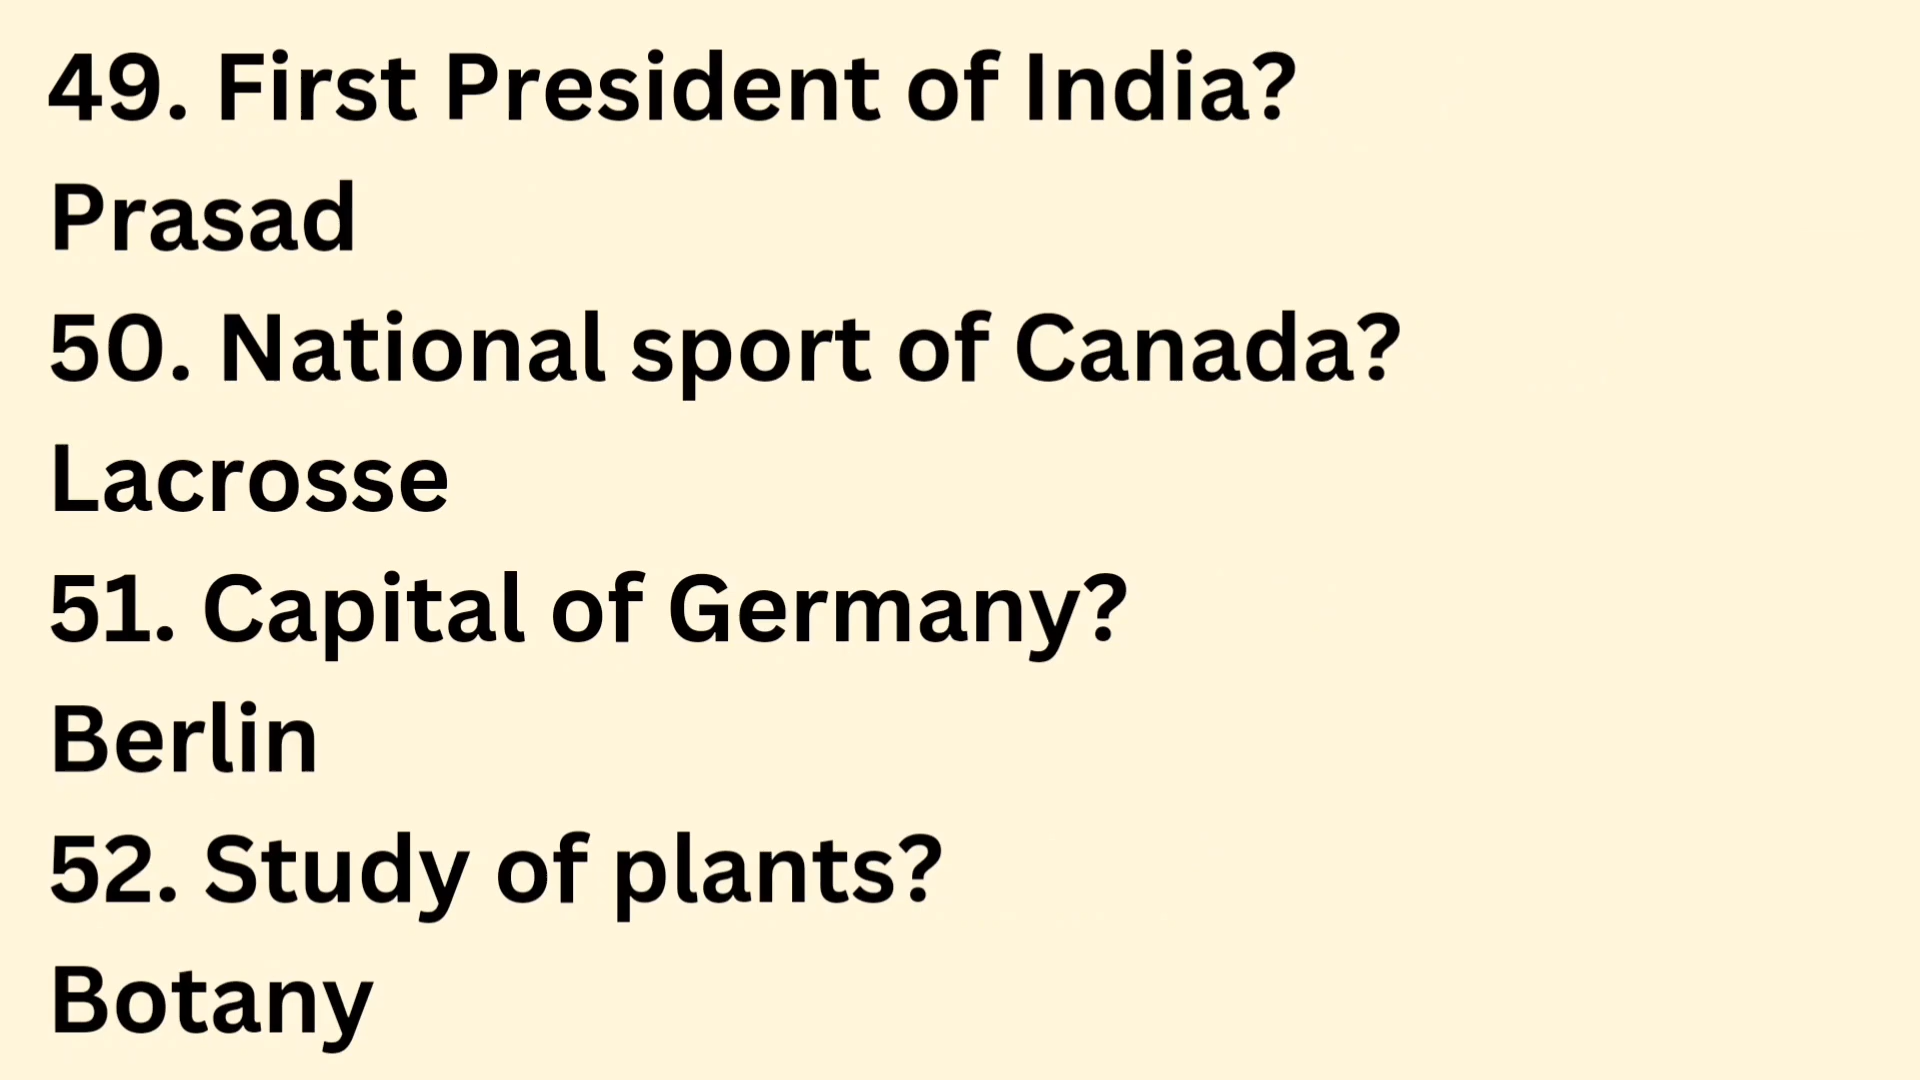 49. First President of India?
Prasad
50. National sport of Canada?
Lacrosse
51. Capital of Germany?
Berlin
52. Study of plants?
Botany